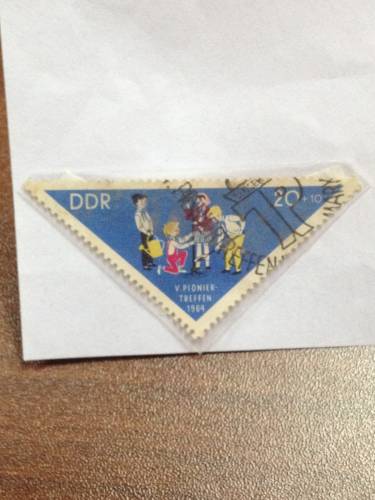 DDR
20+10
V. PIONIER-
TREFFEN
1964